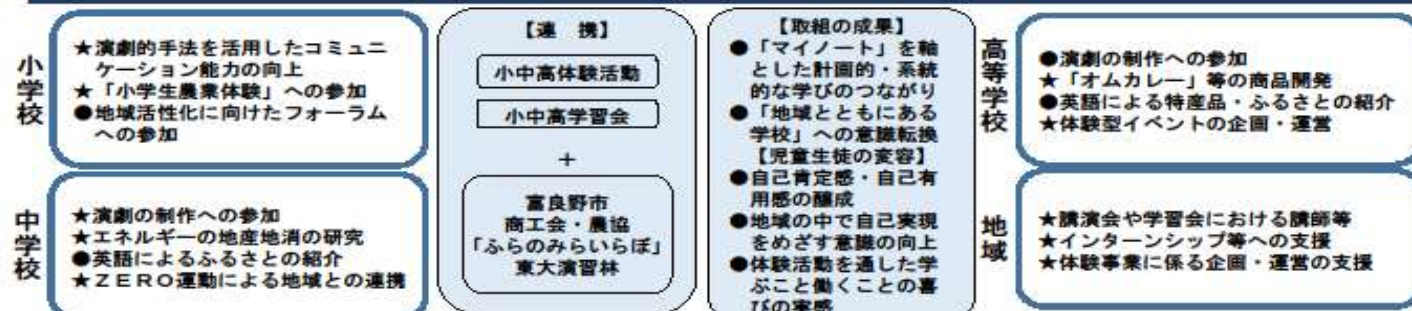 小学校
★演劇的手法を活用したコミュニ
ケーション能力の向上
★「小学生農業体験」への参加
●地域活性化に向けたフォーラム
への参加
中学校
★演劇の制作への参加
★エネルギーの地産地消の研究
●英語によるふるさとの紹介
★ZERO運動による地域との連携
【連 携】
小中高体験活動
小中高学習会
+
富良野市
商工会・農協
「ふらのみらいらぼ」
東大演習林
【取組の成果】
●「マイノート」を軸
とした計画的・系統
的な学びのつながり
●「地域とともにある
学校」への意識転換
【児童生徒の変容】
●自己肯定感・自己有
用感の醸成
●地域の中で自己実現
をめざす意識の向上
●体験活動を通した学
ぶこと働くことの喜
びの実感
高等学校
●演劇の制作への参加
★「オムカレー」等の商品開発
●英語による特産品・ふるさとの紹介
★体験型イベントの企画・運営
地域
★講演会や学習会における講師等
★インターンシップ等への支援
★体験事業に係る企画・運営の支援